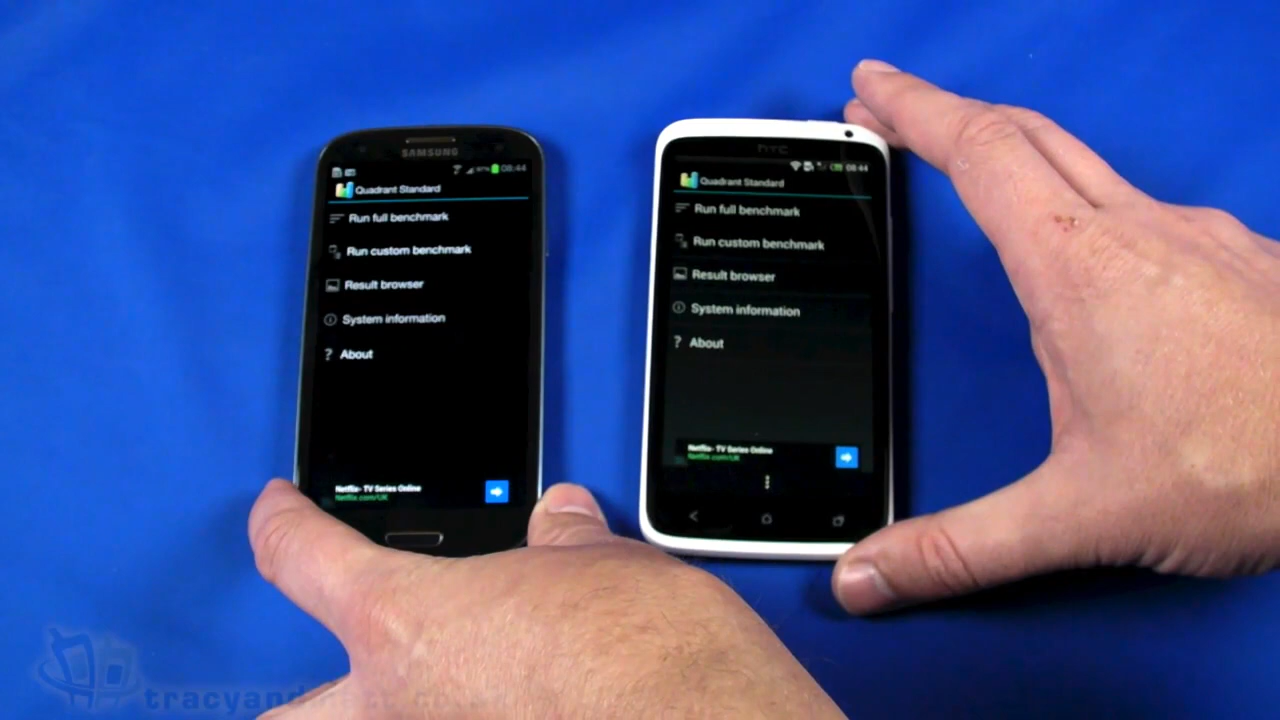 SAMSUNG
08:44
Quadrant Standard
Run full benchmark
Run custom benchmark
Result browser
System information
? About
Netflix- TV Series Online
Netflix.com/UK
hTC
08:44
Quadrant Standard
Run full benchmark
Run custom benchmark
Result browser
System information
? About
Netflix- TV Series Online
Netflix.com/UK